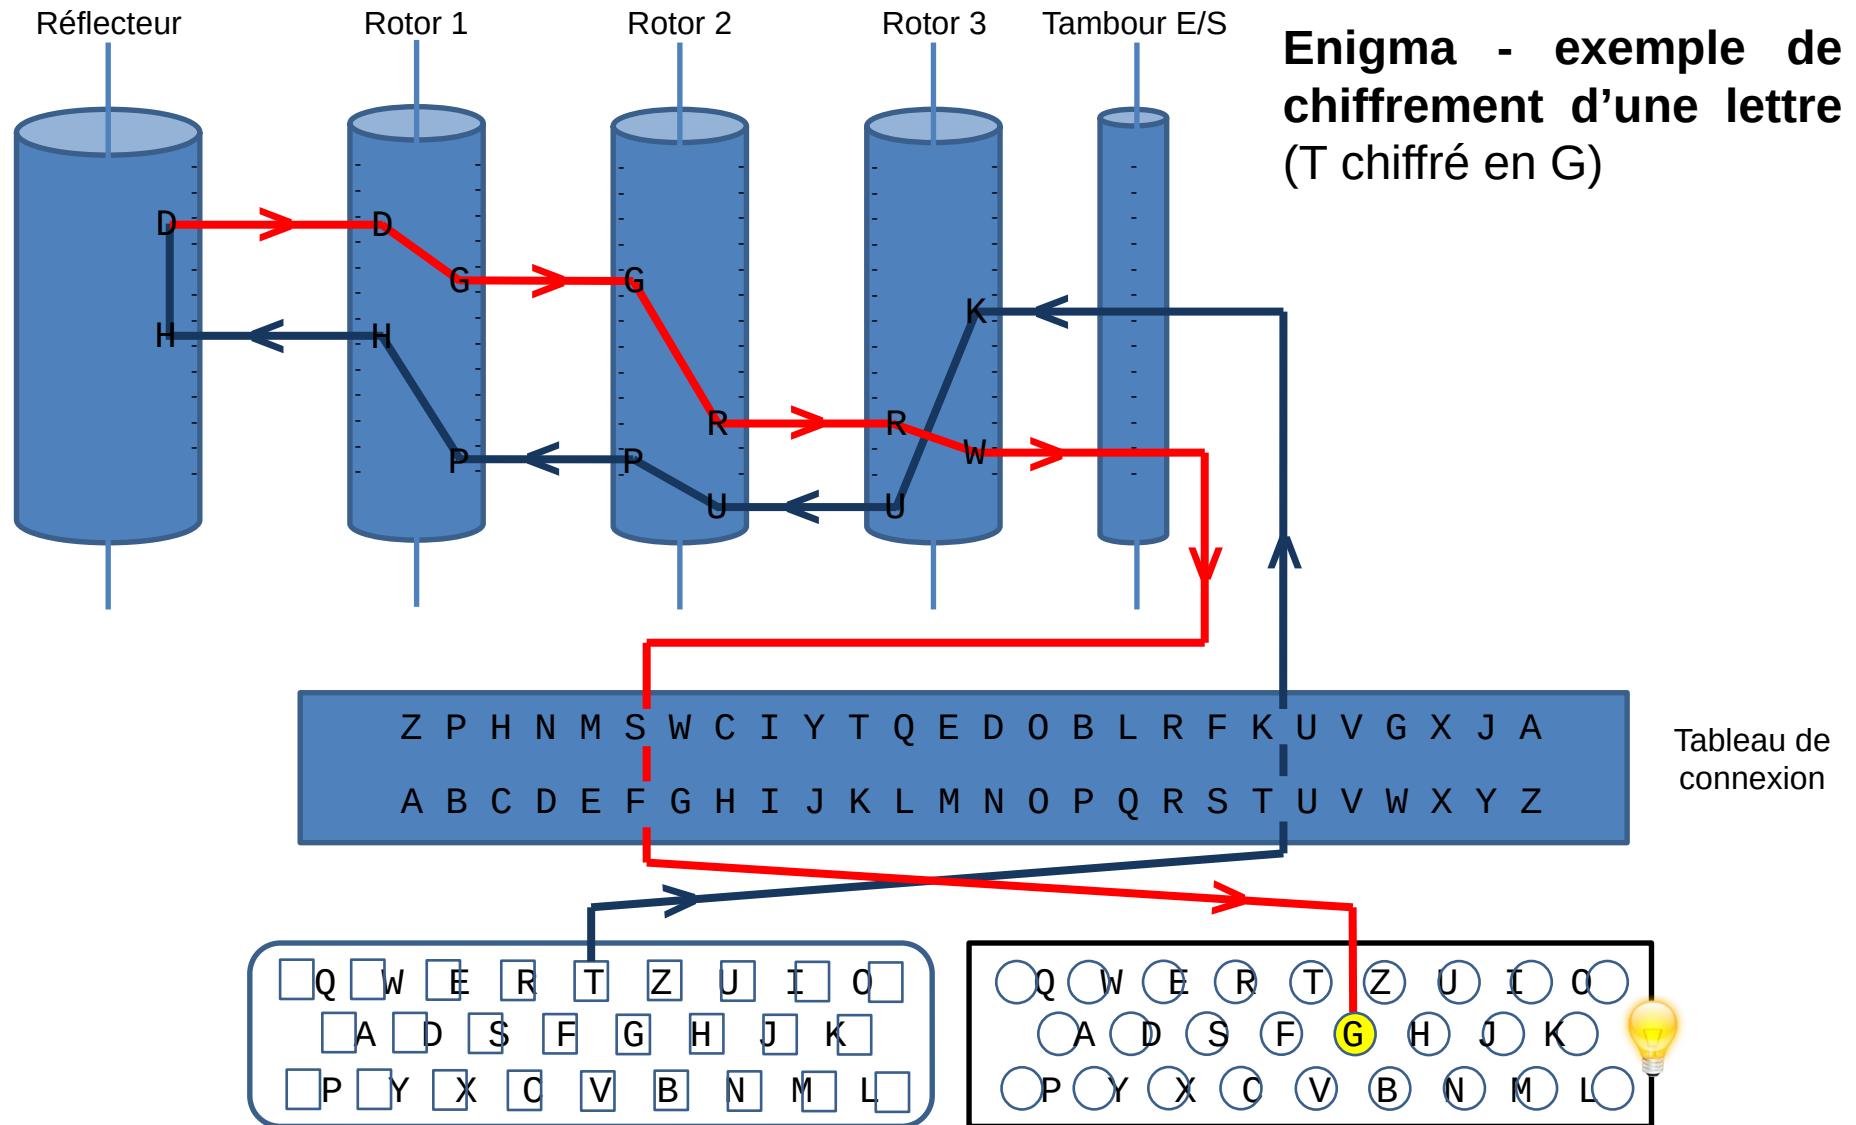 Réflecteur Rotor 1 Rotor 2 Rotor 3 Tambour E/S
Enigma - exemple de
chiffrement d’une lettre
(T chiffré en G)
D D
G G
K
H H
R R
W
P P
U U
Z P H N M S W C I Y T Q E D O B L R F K U V G X J A
A B C D E F G H I J K L M N O P Q R S T U V W X Y Z
Tableau de
connexion
Q W E R T Z U I O
A D S F G H J K
P Y X C V B N M L
Q W E R T Z U I O
A D S F G H J K
P Y X C V B N M L